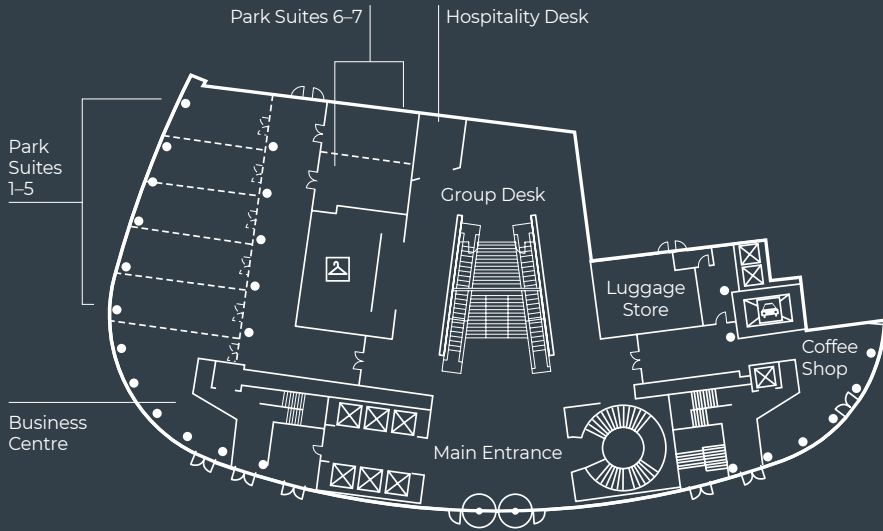 Park Suites 6–7
Hospitality Desk
Park
Suites
1–5
Group Desk
Luggage
Store
Coffee
Shop
Business
Centre
Main Entrance